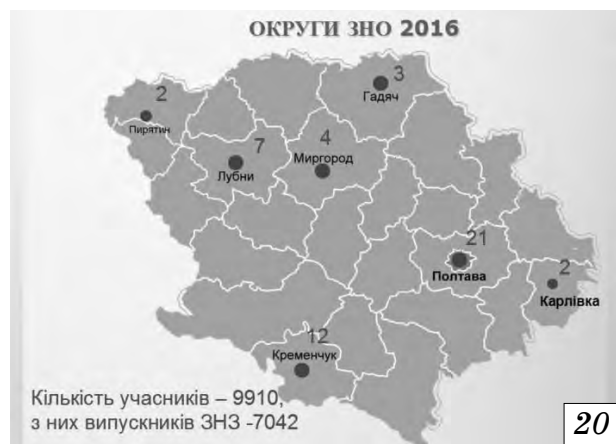 ОКРУГИ ЗНО 2016
3
Гадяч
2
Пирятин
7
Лубни
4
Миргород
21
Полтава
2
Карлівка
12
Кременчук
Кількість учасників – 9910,
з них випускників ЗНЗ -7042
20